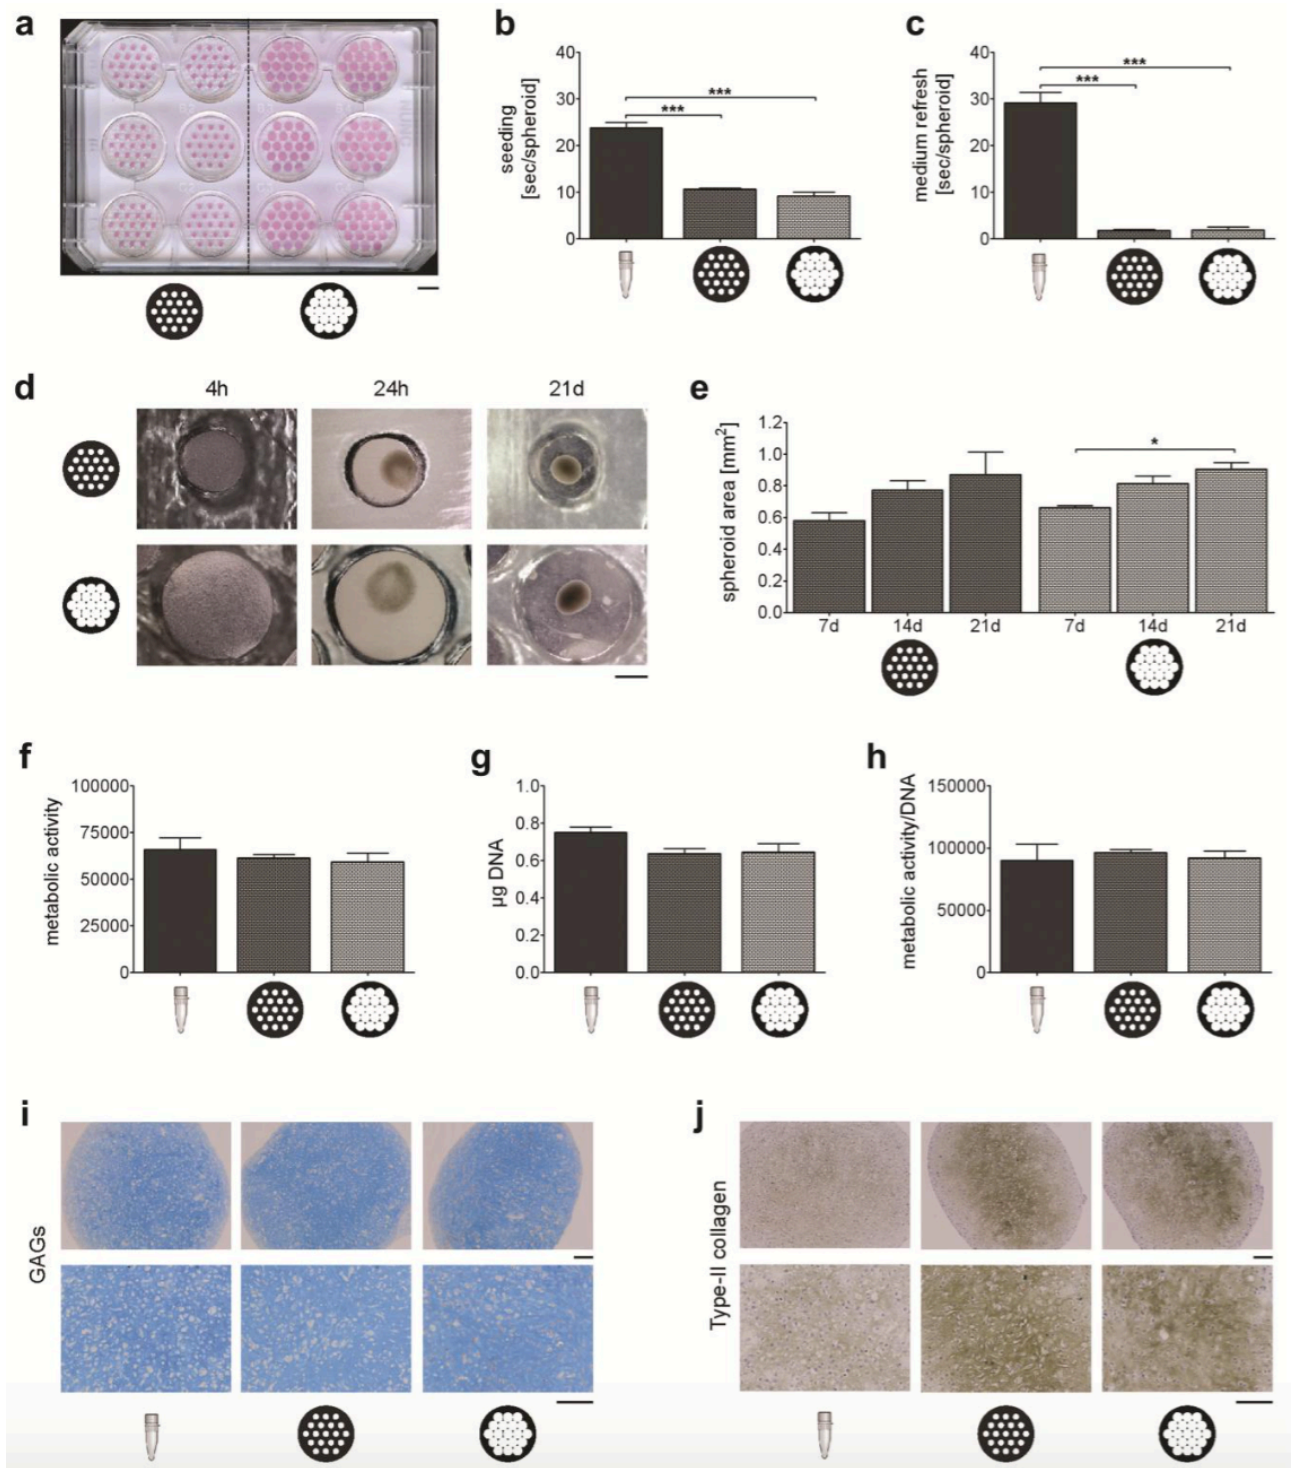 a
b
seeding
[sec/spheroid]
40
30
20
10
0
***
***
c
medium refresh
[sec/spheroid]
40
30
20
10
0
***
***
d
4h
24h
21d
e
spheroid area [mm²]
1.2
1.0
0.8
0.6
0.4
0.2
0.0
*
7d
14d
21d
7d
14d
21d
f
metabolic activity
100000
75000
50000
25000
0
g
µg DNA
1.0
0.8
0.6
0.4
0.2
0.0
h
metabolic activity/DNA
150000
100000
50000
0
i
GAGs
j
Type-II collagen